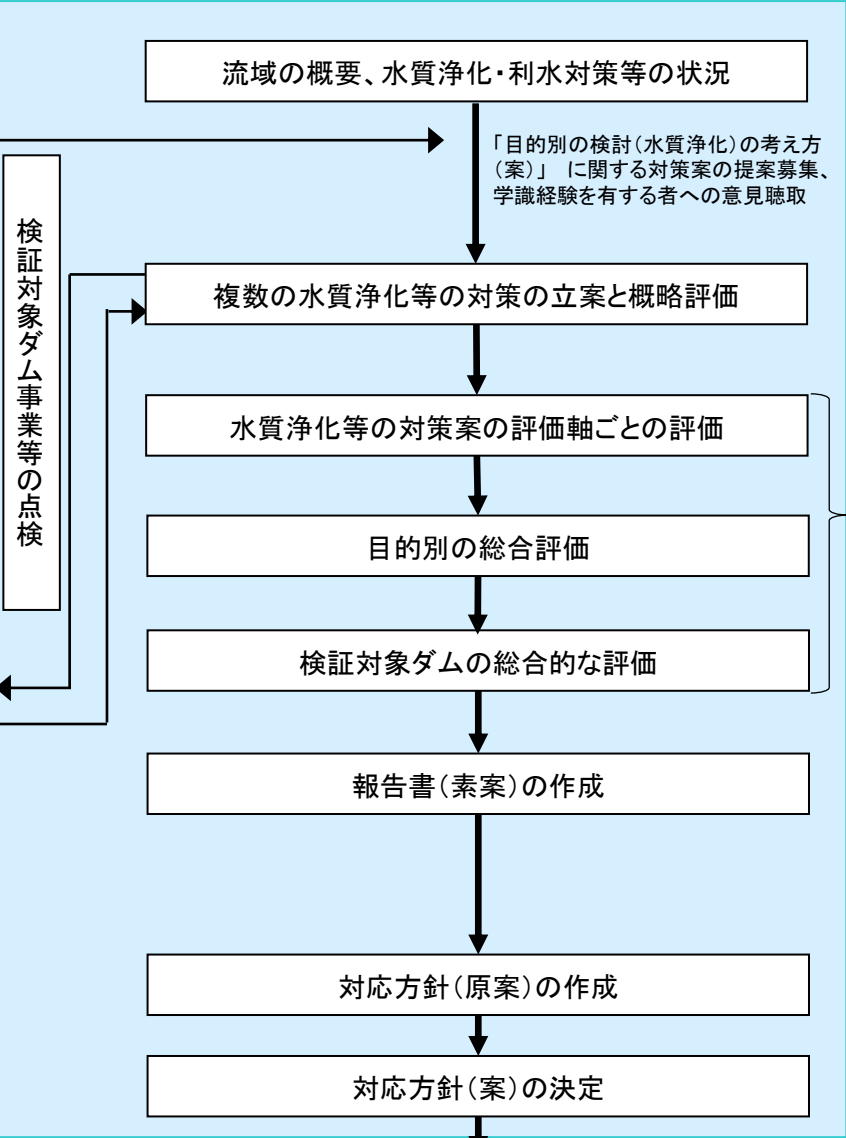 流域の概要、水質浄化・利水対策等の状況
「目的別の検討(水質浄化)の考え方
(案)」 に関する対策案の提案募集、
学識経験を有する者への意見聴取
検証対象ダム事業等の点検
複数の水質浄化等の対策の立案と概略評価
水質浄化等の対策案の評価軸ごとの評価
目的別の総合評価
検証対象ダムの総合的な評価
報告書(素案)の作成
対応方針(原案)の作成
対応方針(案)の決定